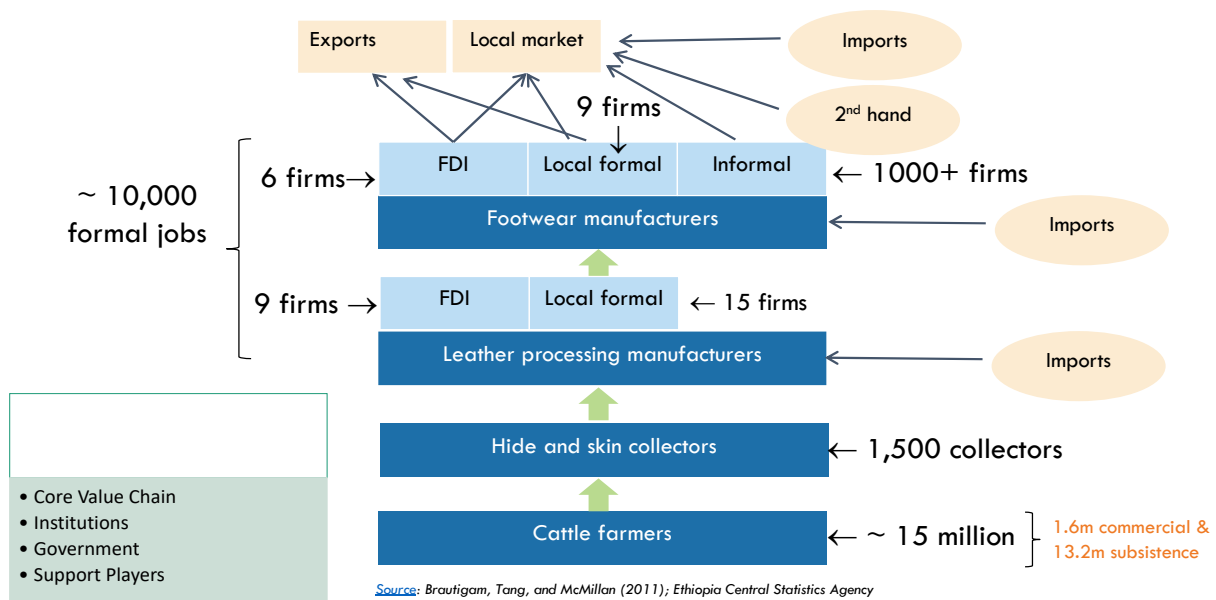 Exports
Local market
Imports
2nd hand
9 firms
↓
6 firms→
FDI
Local formal
Informal
← 1000+ firms
~ 10,000
formal jobs
Footwear manufacturers
Imports
9 firms →
FDI
Local formal
← 15 firms
Leather processing manufacturers
Imports
Hide and skin collectors
← 1,500 collectors
Cattle farmers
← ~ 15 million
1.6m commercial &
13.2m subsistence
• Core Value Chain
• Institutions
• Government
• Support Players
Source: Brautigam, Tang, and McMillan (2011); Ethiopia Central Statistics Agency